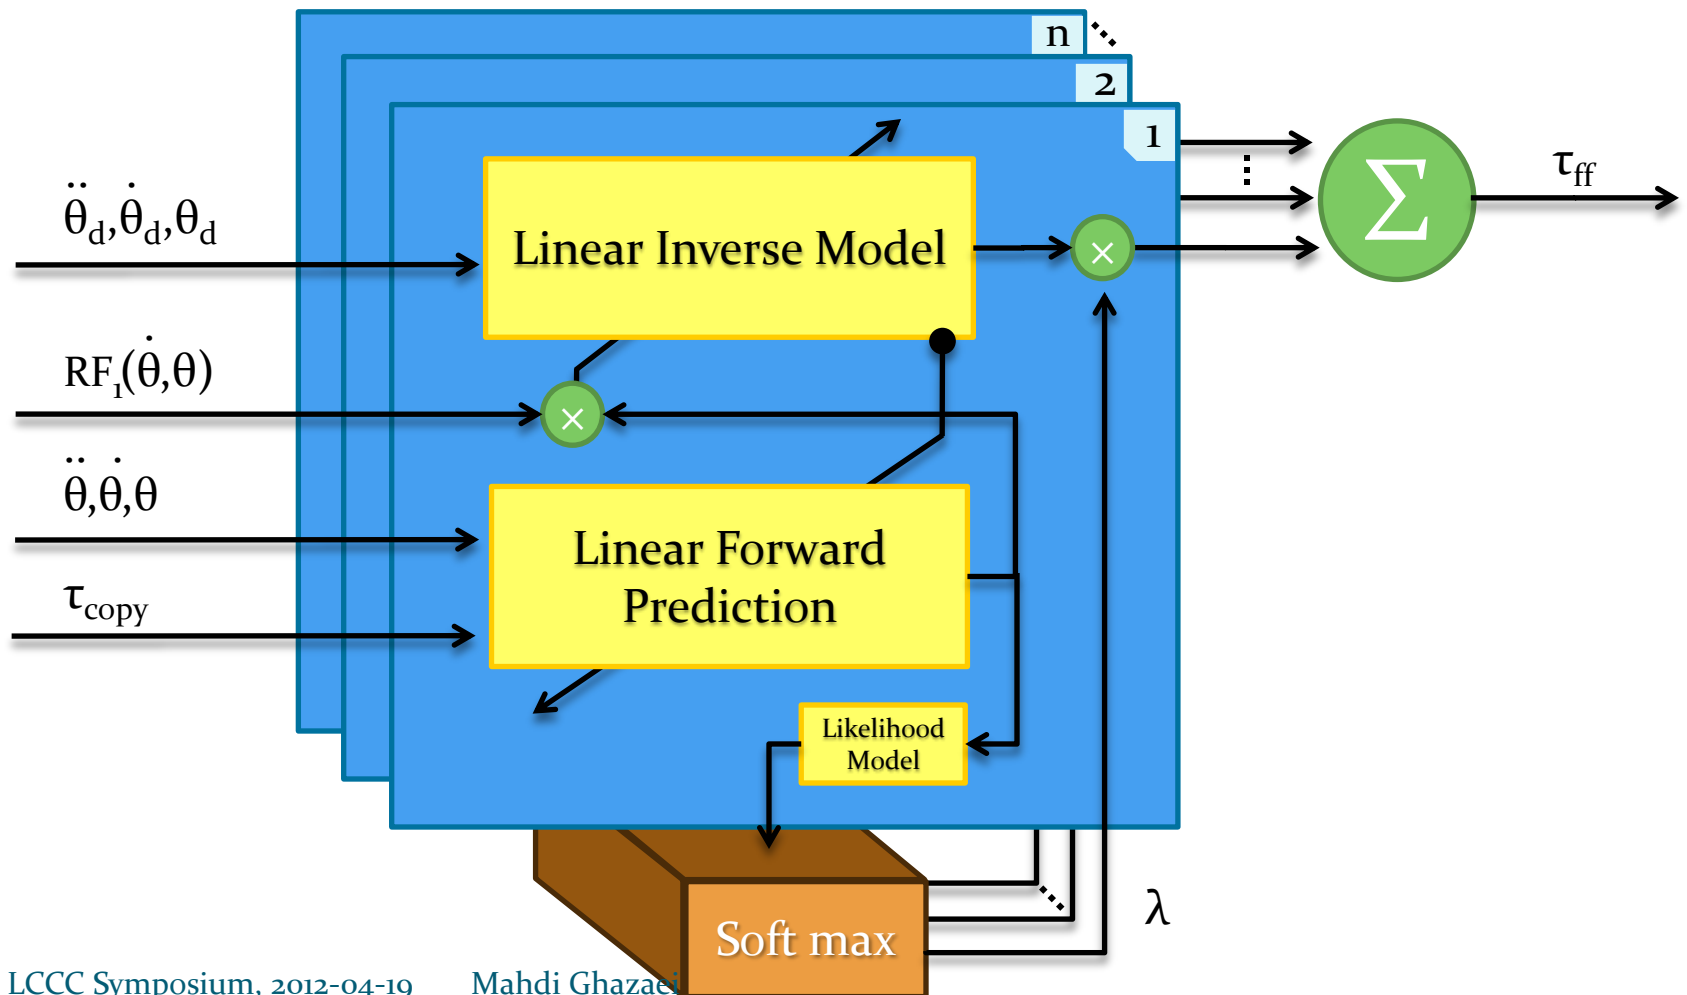 n
2
1
θ̈d,θ̇d,θd
Linear Inverse Model
×
Σ
τff
RF1(θ̇,θ)
×
θ̈,θ̇,θ
Linear Forward
Prediction
τcopy
Likelihood
Model
λ
Soft max
LCCC Symposium, 2012-04-19 Mahdi Ghazaei